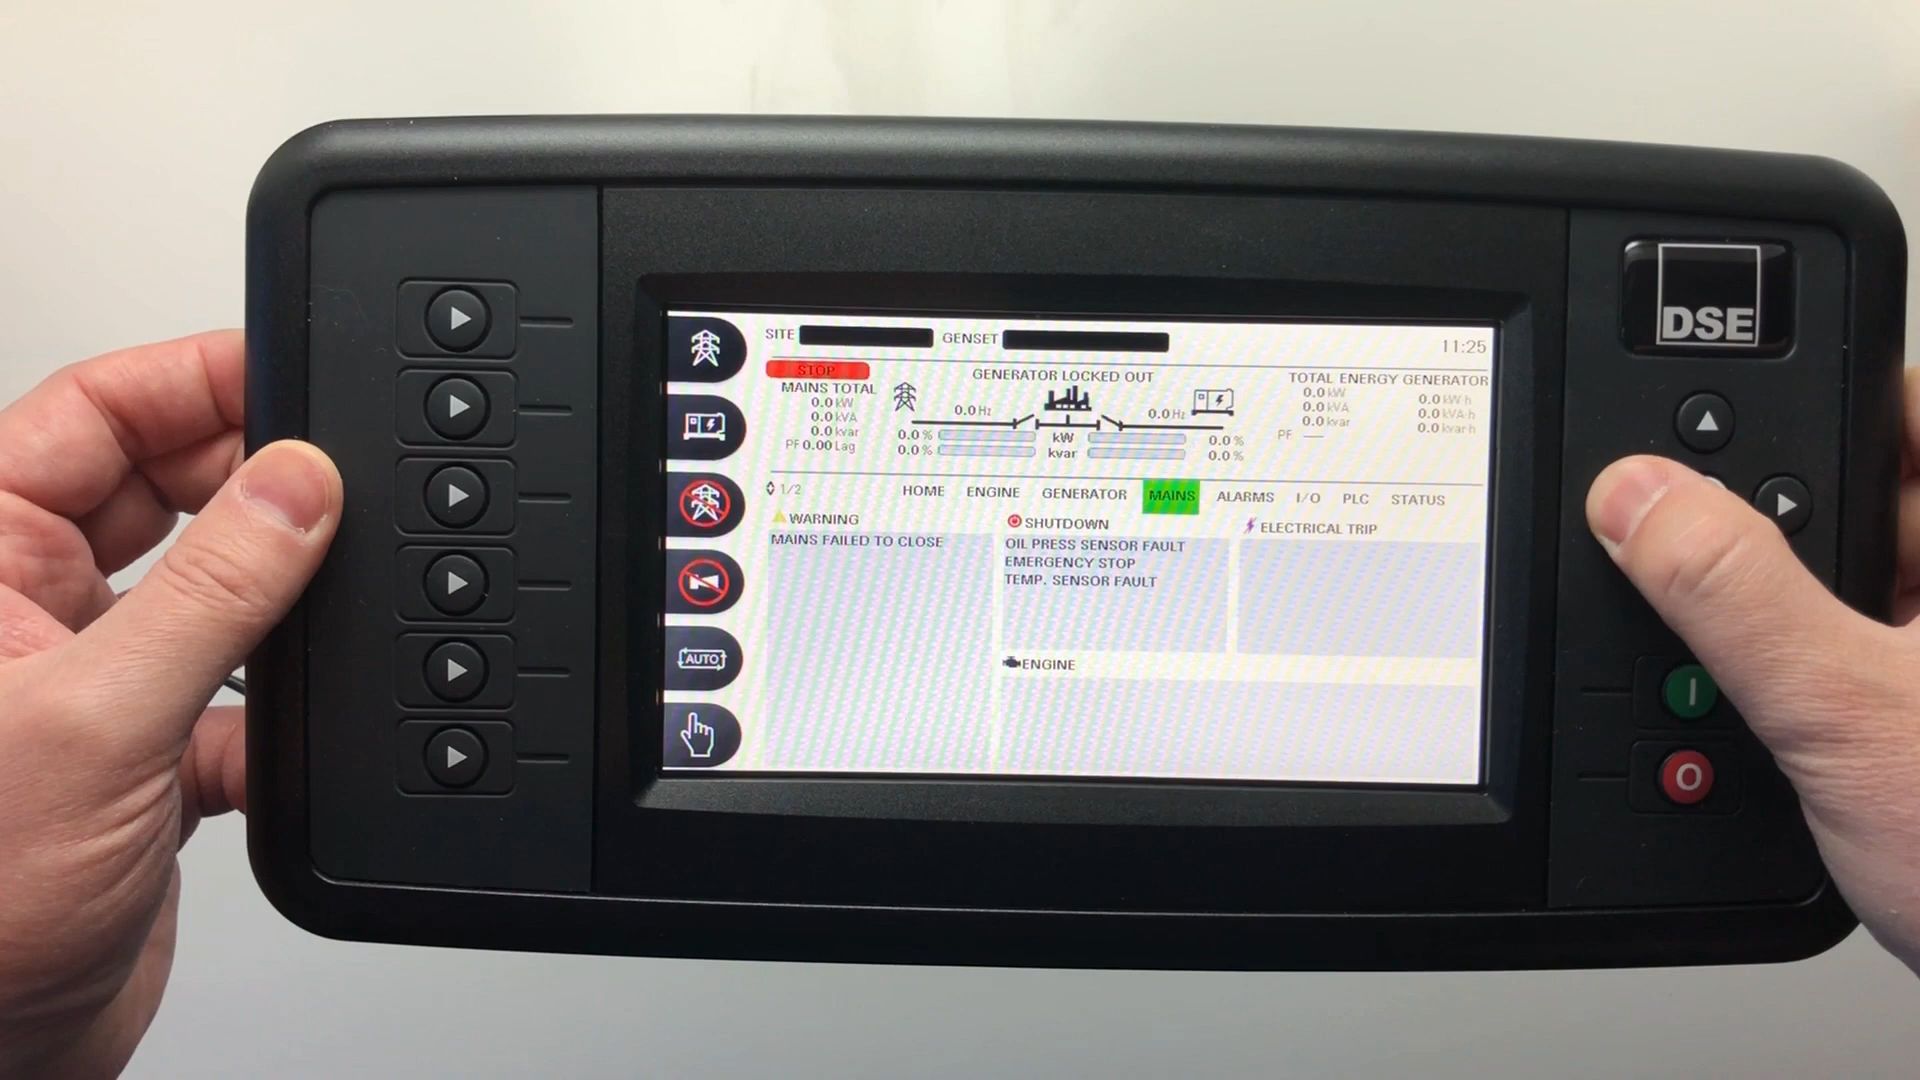 DSE
SITE GENSET 11:25
STOP
GENERATOR LOCKED OUT
MAINS TOTAL
0.0 kW
0.0 kVA
0.0 kvar
PF 0.00 Lag
0.0 Hz 0.0 Hz
0.0 % kW 0.0 %
0.0 % kvar 0.0 %
TOTAL ENERGY GENERATOR
0.0 kW 0.0 kW·h
0.0 kVA 0.0 kVA·h
0.0 kvar 0.0 kvar·h
PF ----
1/2 HOME ENGINE GENERATOR MAINS ALARMS I/O PLC STATUS
WARNING
MAINS FAILED TO CLOSE
SHUTDOWN
OIL PRESS SENSOR FAULT
EMERGENCY STOP
TEMP. SENSOR FAULT
ELECTRICAL TRIP
ENGINE
AUTO
I
O